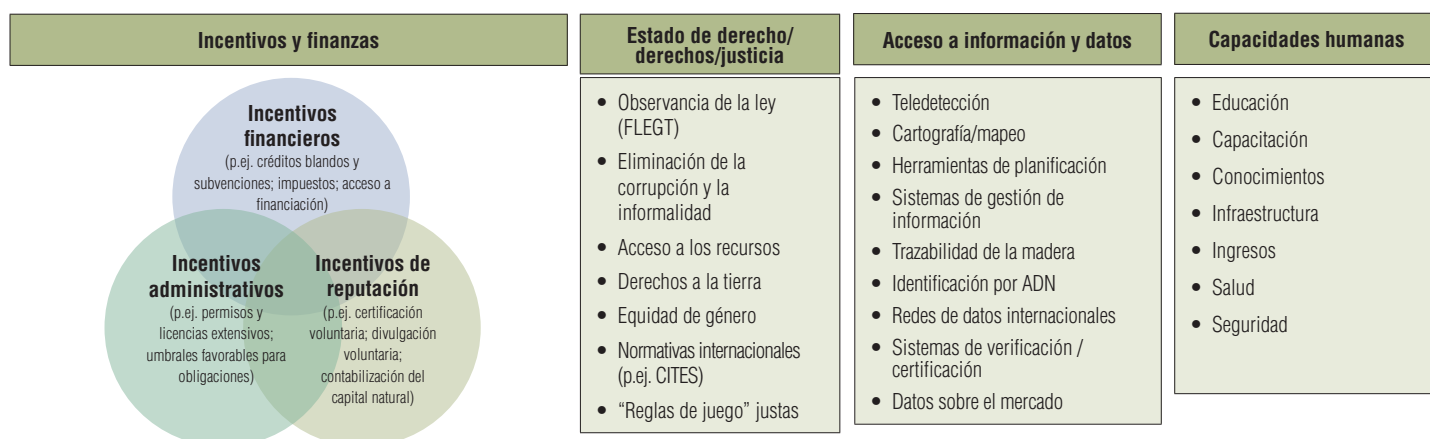 Incentivos y finanzas
Incentivos
financieros
(p.ej. créditos blandos y
subvenciones; impuestos; acceso a
financiación)
Incentivos
administrativos
(p.ej. permisos y
licencias extensivos;
umbrales favorables para
obligaciones)
Incentivos de
reputación
(p.ej. certificación
voluntaria; divulgación
voluntaria;
contabilización del
capital natural)
Estado de derecho/
derechos/justicia
• Observancia de la ley
(FLEGT)
• Eliminación de la
corrupción y la
informalidad
• Acceso a los recursos
• Derechos a la tierra
• Equidad de género
• Normativas internacionales
(p.ej. CITES)
• “Reglas de juego” justas
Acceso a información y datos
• Teledetección
• Cartografía/mapeo
• Herramientas de planificación
• Sistemas de gestión de
información
• Trazabilidad de la madera
• Identificación por ADN
• Redes de datos internacionales
• Sistemas de verificación /
certificación
• Datos sobre el mercado
Capacidades humanas
• Educación
• Capacitación
• Conocimientos
• Infraestructura
• Ingresos
• Salud
• Seguridad